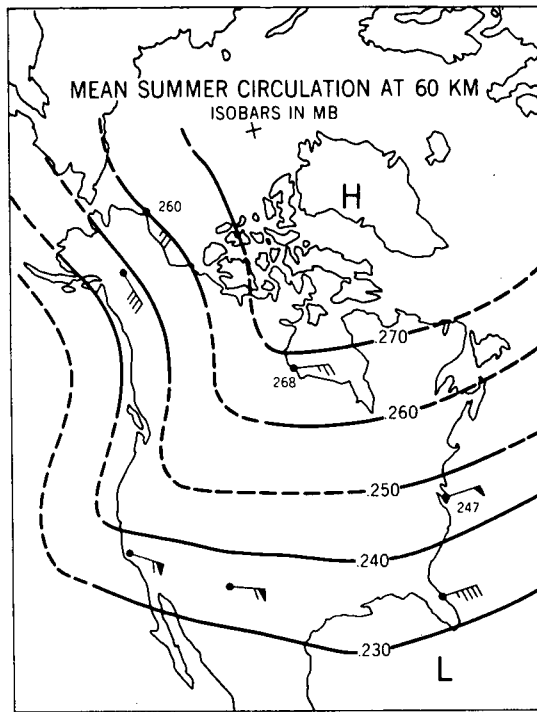 MEAN SUMMER CIRCULATION AT 60 KM
ISOBARS IN MB
260
H
.270
268
.260
.250
247
.240
.230
L